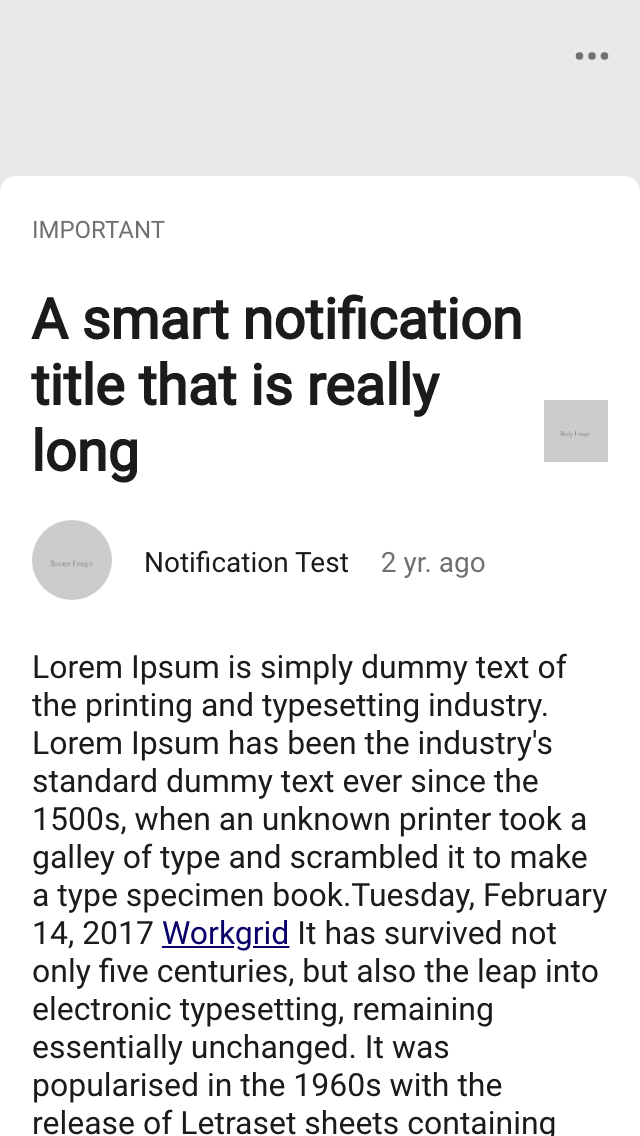 IMPORTANT
A smart notification
title that is really
long
Body Image
Notification Test 2 yr. ago
Lorem Ipsum is simply dummy text of
the printing and typesetting industry.
Lorem Ipsum has been the industry's
standard dummy text ever since the
1500s, when an unknown printer took a
galley of type and scrambled it to make
a type specimen book.Tuesday, February
14, 2017 Workgrid It has survived not
only five centuries, but also the leap into
electronic typesetting, remaining
essentially unchanged. It was
popularised in the 1960s with the
release of Letraset sheets containing